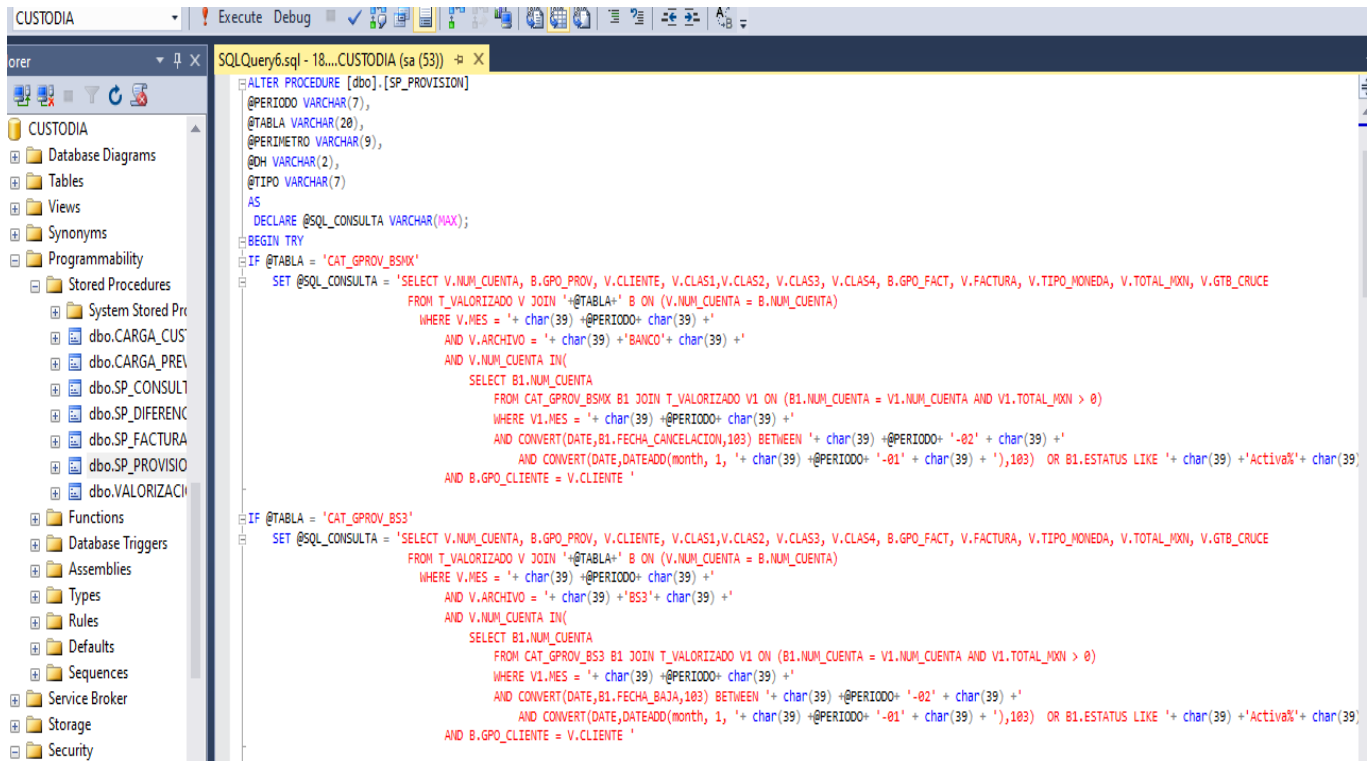 CUSTODIA
Execute Debug
orer
SQLQuery6.sql - 18....CUSTODIA (sa (53))
CUSTODIA
Database Diagrams
Tables
Views
Synonyms
Programmability
Stored Procedures
System Stored Pro
dbo.CARGA_CUS
dbo.CARGA_PREV
dbo.SP_CONSULT
dbo.SP_DIFERENC
dbo.SP_FACTURA
dbo.SP_PROVISIO
dbo.VALORIZACI
Functions
Database Triggers
Assemblies
Types
Rules
Defaults
Sequences
Service Broker
Storage
Security
ALTER PROCEDURE [dbo].[SP_PROVISION]
@PERIODO VARCHAR(7),
@TABLA VARCHAR(20),
@PERIMETRO VARCHAR(9),
@DH VARCHAR(2),
@TIPO VARCHAR(7)
AS
DECLARE @SQL_CONSULTA VARCHAR(MAX);
BEGIN TRY
IF @TABLA = 'CAT_GPROV_BSMX'
SET @SQL_CONSULTA = 'SELECT V.NUM_CUENTA, B.GPO_PROV, V.CLIENTE, V.CLAS1,V.CLAS2, V.CLAS3, V.CLAS4, B.GPO_FACT, V.FACTURA, V.TIPO_MONEDA, V.TOTAL_MXN, V.GTB_CRUCE
FROM T_VALORIZADO V JOIN '+@TABLA+' B ON (V.NUM_CUENTA = B.NUM_CUENTA)
WHERE V.MES = '+ char(39) +@PERIODO+ char(39) +'
AND V.ARCHIVO = '+ char(39) +'BANCO'+ char(39) +'
AND V.NUM_CUENTA IN(
SELECT B1.NUM_CUENTA
FROM CAT_GPROV_BSMX B1 JOIN T_VALORIZADO V1 ON (B1.NUM_CUENTA = V1.NUM_CUENTA AND V1.TOTAL_MXN > 0)
WHERE V1.MES = '+ char(39) +@PERIODO+ char(39) +'
AND CONVERT(DATE,B1.FECHA_CANCELACION,103) BETWEEN '+ char(39) +@PERIODO+ '-02' + char(39) +'
AND CONVERT(DATE,DATEADD(month, 1, '+ char(39) +@PERIODO+ '-01' + char(39) + '),103) OR B1.ESTATUS LIKE '+ char(39) +'Activa%'+ char(39)
AND B.GPO_CLIENTE = V.CLIENTE '
IF @TABLA = 'CAT_GPROV_BS3'
SET @SQL_CONSULTA = 'SELECT V.NUM_CUENTA, B.GPO_PROV, V.CLIENTE, V.CLAS1,V.CLAS2, V.CLAS3, V.CLAS4, B.GPO_FACT, V.FACTURA, V.TIPO_MONEDA, V.TOTAL_MXN, V.GTB_CRUCE
FROM T_VALORIZADO V JOIN '+@TABLA+' B ON (V.NUM_CUENTA = B.NUM_CUENTA)
WHERE V.MES = '+ char(39) +@PERIODO+ char(39) +'
AND V.ARCHIVO = '+ char(39) +'BS3'+ char(39) +'
AND V.NUM_CUENTA IN(
SELECT B1.NUM_CUENTA
FROM CAT_GPROV_BS3 B1 JOIN T_VALORIZADO V1 ON (B1.NUM_CUENTA = V1.NUM_CUENTA AND V1.TOTAL_MXN > 0)
WHERE V1.MES = '+ char(39) +@PERIODO+ char(39) +'
AND CONVERT(DATE,B1.FECHA_BAJA,103) BETWEEN '+ char(39) +@PERIODO+ '-02' + char(39) +'
AND CONVERT(DATE,DATEADD(month, 1, '+ char(39) +@PERIODO+ '-01' + char(39) + '),103) OR B1.ESTATUS LIKE '+ char(39) +'Activa%'+ char(39)
AND B.GPO_CLIENTE = V.CLIENTE '